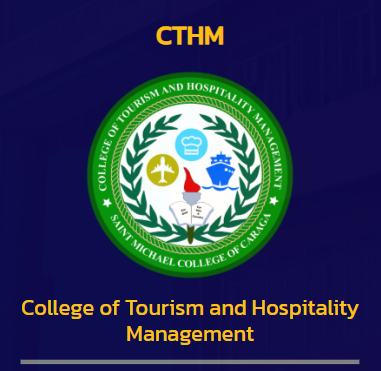 CTHM
COLLEGE OF TOURISM AND HOSPITALITY MANAGEMENT
SAINT MICHAEL COLLEGE OF CARAGA
College of Tourism and Hospitality
Management